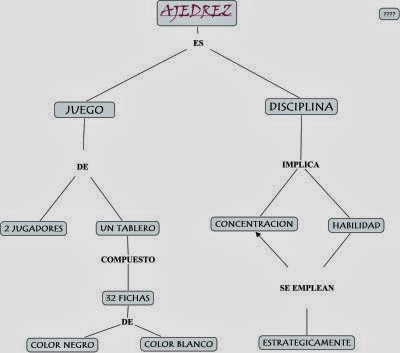 AJEDREZ
????
ES
JUEGO
DISCIPLINA
DE
IMPLICA
2 JUGADORES
UN TABLERO
CONCENTRACION
HABILIDAD
COMPUESTO
SE EMPLEAN
32 FICHAS
DE
COLOR NEGRO
COLOR BLANCO
ESTRATEGICAMENTE